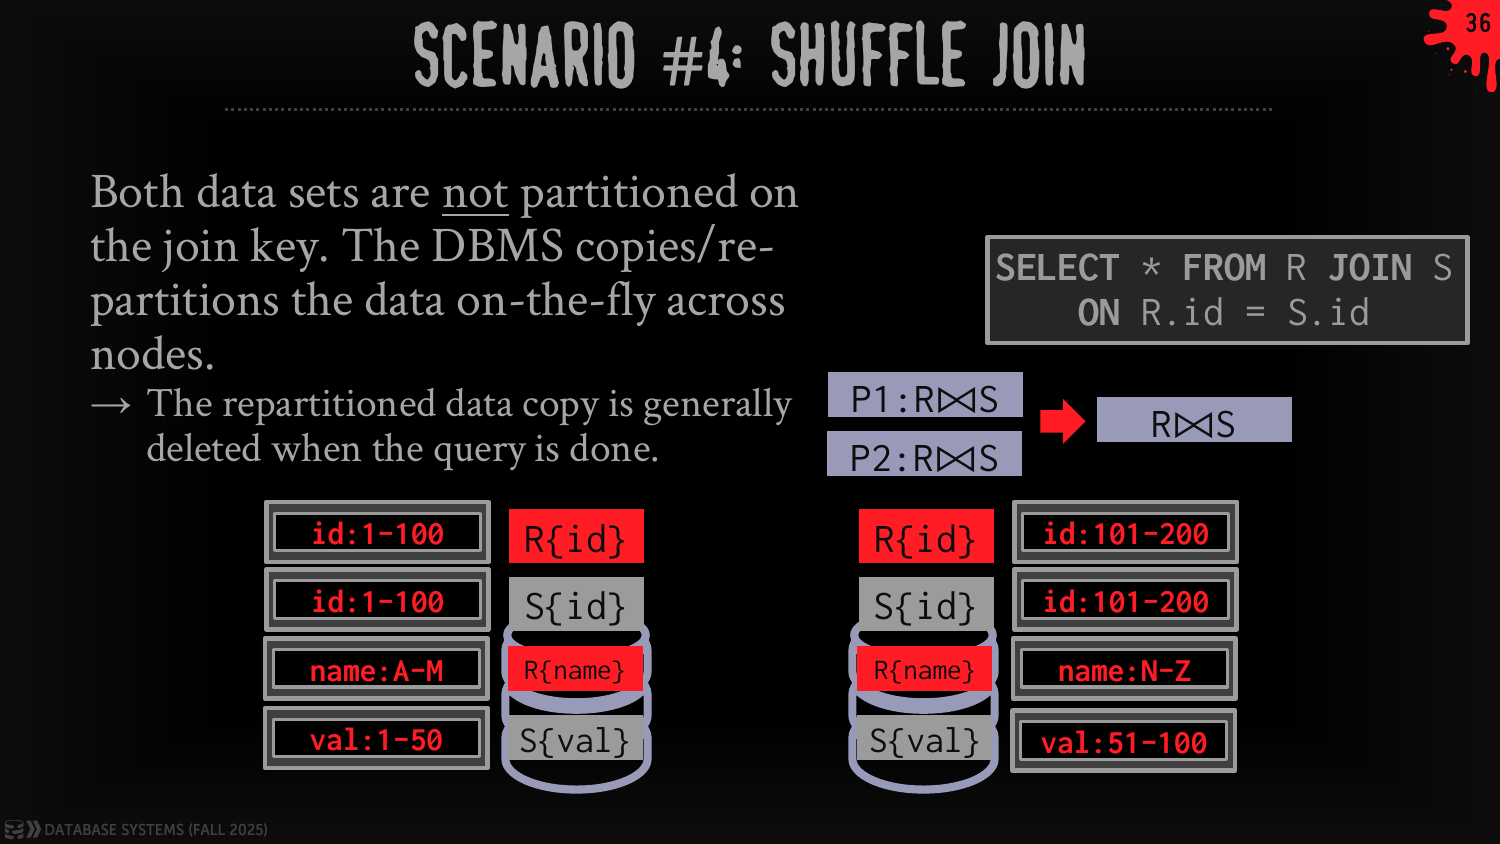 SCENARIO #4: SHUFFLE JOIN
36
Both data sets are not partitioned on
the join key. The DBMS copies/re-
partitions the data on-the-fly across
nodes.
→ The repartitioned data copy is generally
deleted when the query is done.
SELECT * FROM R JOIN S
ON R.id = S.id
P1:R⋈S
P2:R⋈S
R⋈S
id:1-100 R{id} R{id} id:101-200
id:1-100 S{id} S{id} id:101-200
name:A-M R{name} R{name} name:N-Z
val:1-50 S{val} S{val} val:51-100
DATABASE SYSTEMS (FALL 2025)